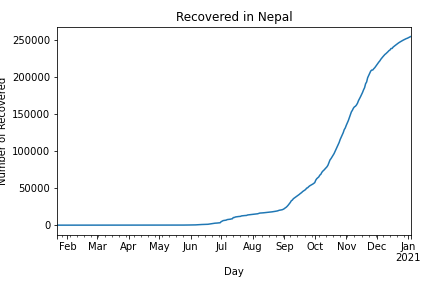 Recovered in Nepal
250000
200000
150000
100000
50000
0
Number of Recovered
Feb Mar Apr May Jun Jul Aug Sep Oct Nov Dec Jan
2021
Day